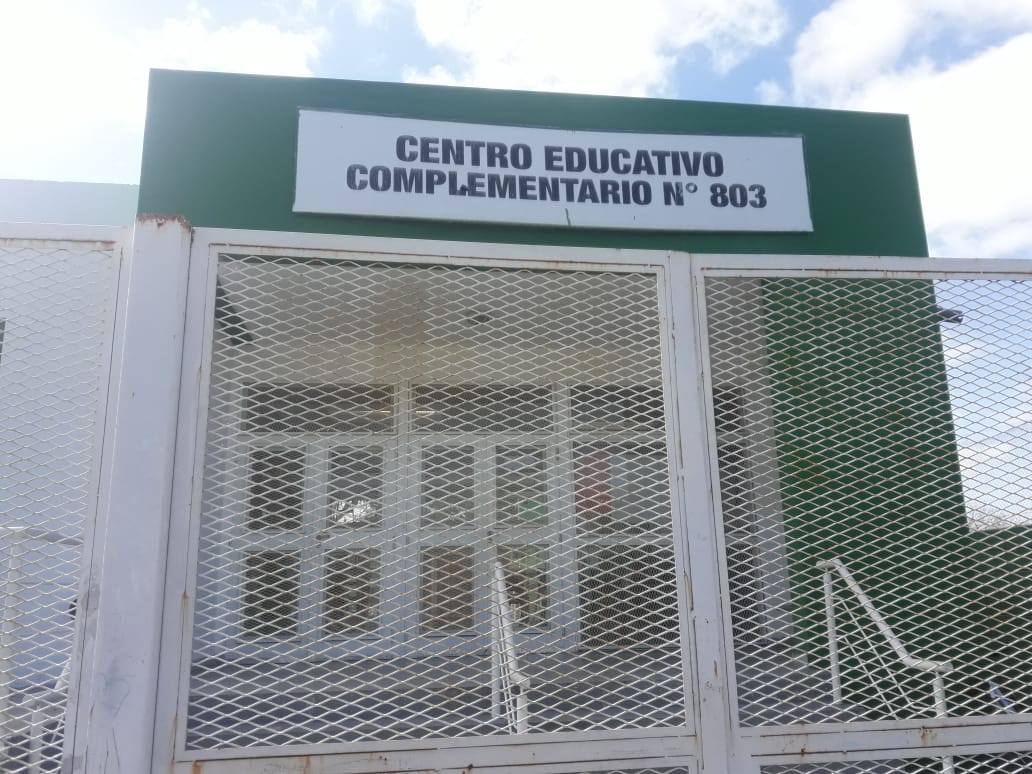 CENTRO EDUCATIVO
COMPLEMENTARIO N° 803